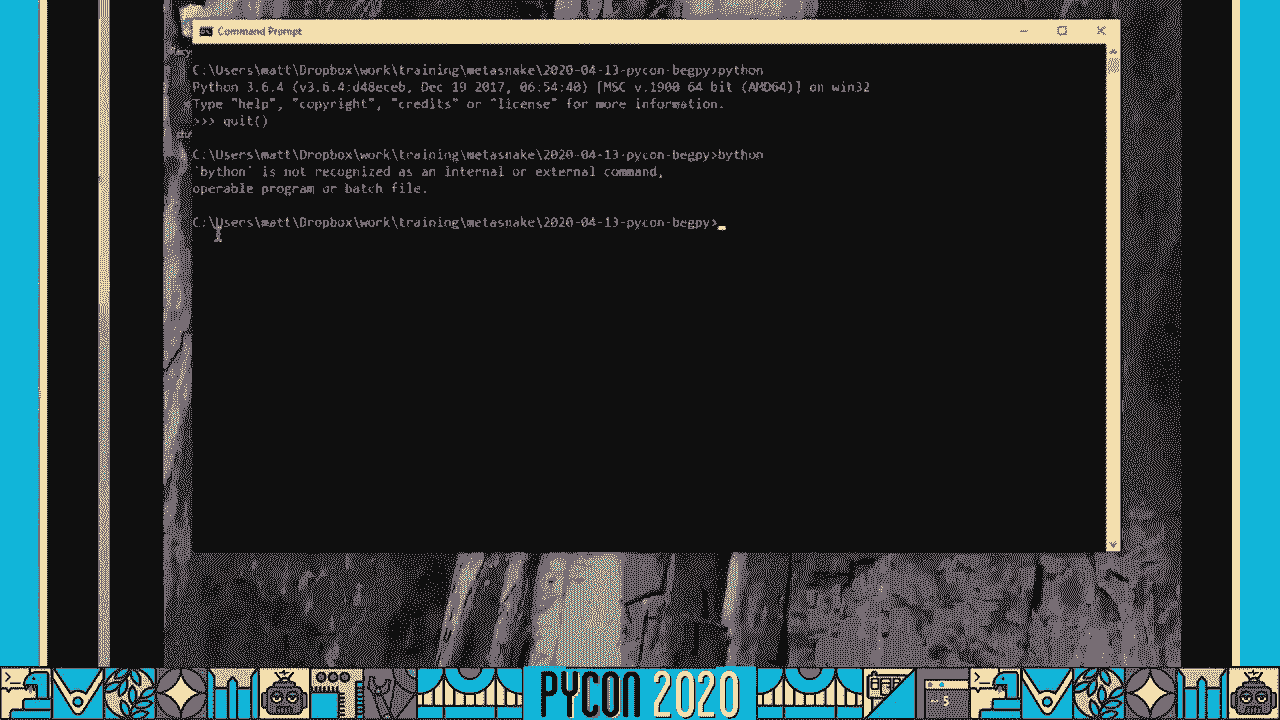 Command Prompt
C:\Users\matt\Dropbox\work\training\metasnake\2020-04-13-pycon-begpy>python
Python 3.6.4 (v3.6.4:d48eceb, Dec 19 2017, 06:54:40) [MSC v.1900 64 bit (AMD64)] on win32
Type "help", "copyright", "credits" or "license" for more information.
>>> quit()
C:\Users\matt\Dropbox\work\training\metasnake\2020-04-13-pycon-begpy>bython
'bython' is not recognized as an internal or external command,
operable program or batch file.
C:\Users\matt\Dropbox\work\training\metasnake\2020-04-13-pycon-begpy>
PYCON 2020